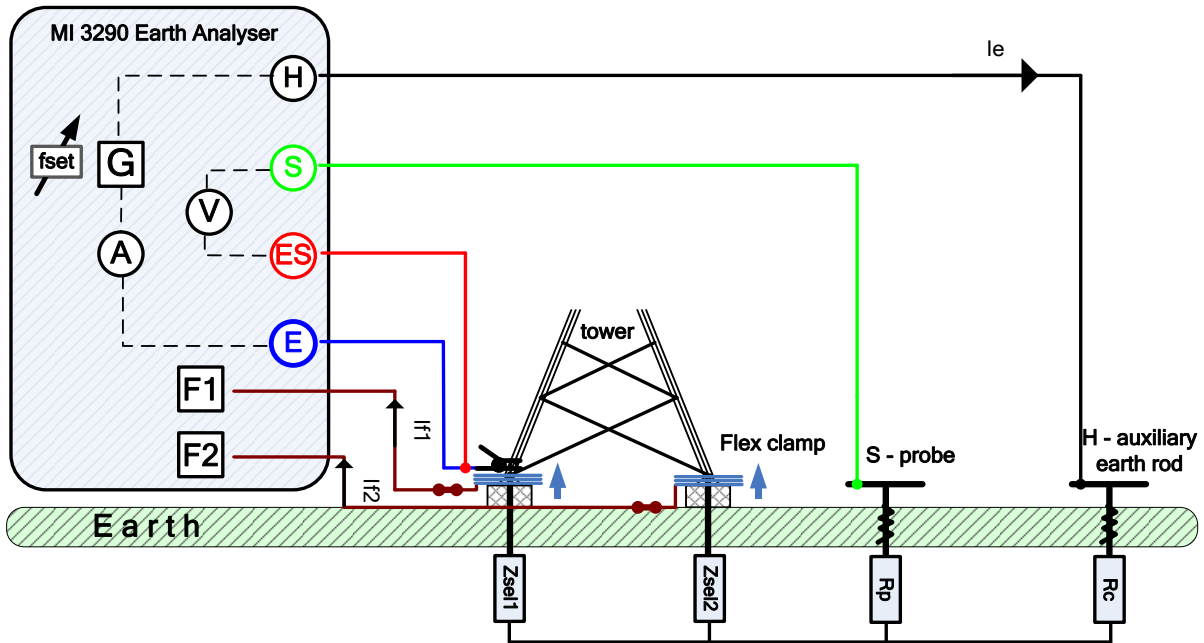 MI 3290 Earth Analyser
H
Ie
fset
G
S
V
A
ES
E
tower
F1
If1
F2
If2
Flex clamp
S - probe
H - auxiliary
earth rod
Earth
Zsel1
Zsel2
Rp
Rc